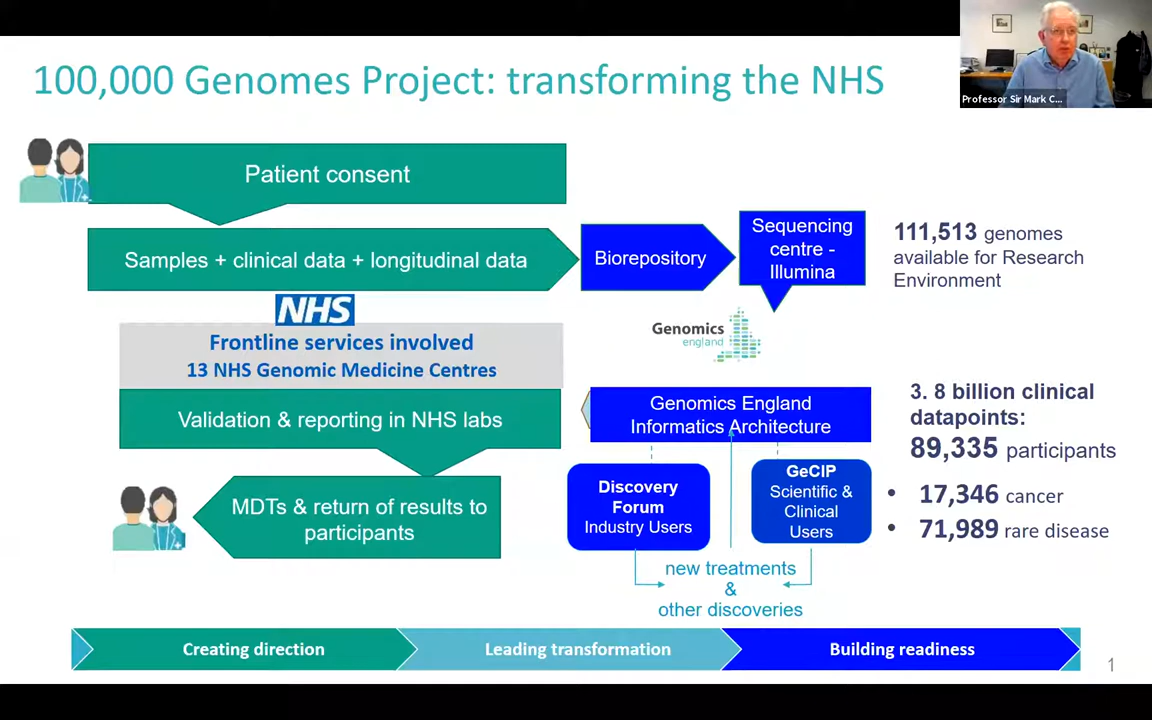 100,000 Genomes Project: transforming the NHS
Professor Sir Mark C...
Patient consent
Samples + clinical data + longitudinal data
Biorepository
Sequencing
centre -
Illumina
111,513 genomes
available for Research
Environment
NHS
Frontline services involved
13 NHS Genomic Medicine Centres
Genomics
england
Validation & reporting in NHS labs
Genomics England
Informatics Architecture
3. 8 billion clinical
datapoints:
89,335 participants
MDTs & return of results to
participants
Discovery
Forum
Industry Users
GeCIP
Scientific &
Clinical
Users
• 17,346 cancer
• 71,989 rare disease
new treatments
&
other discoveries
Creating direction
Leading transformation
Building readiness
1